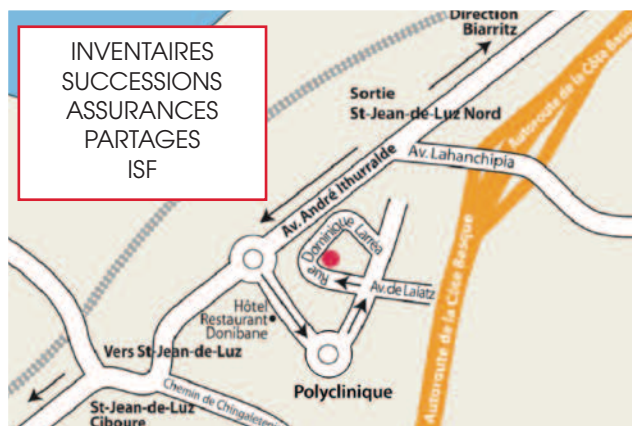 INVENTAIRES
SUCCESSIONS
ASSURANCES
PARTAGES
ISF
Direction
Biarritz
Sortie
St-Jean-de-Luz Nord
Autoroute de la Côte Basque
Av. Lahanchipia
Av. André Ithurralde
Rue Dominique Larréa
Av. de Laiatz
Hôtel
Restaurant
Donibane
Autoroute de la Côte Basque
Vers St-Jean-de-Luz
Polyclinique
Chemin de
St-Jean-de-Luz
Ciboure